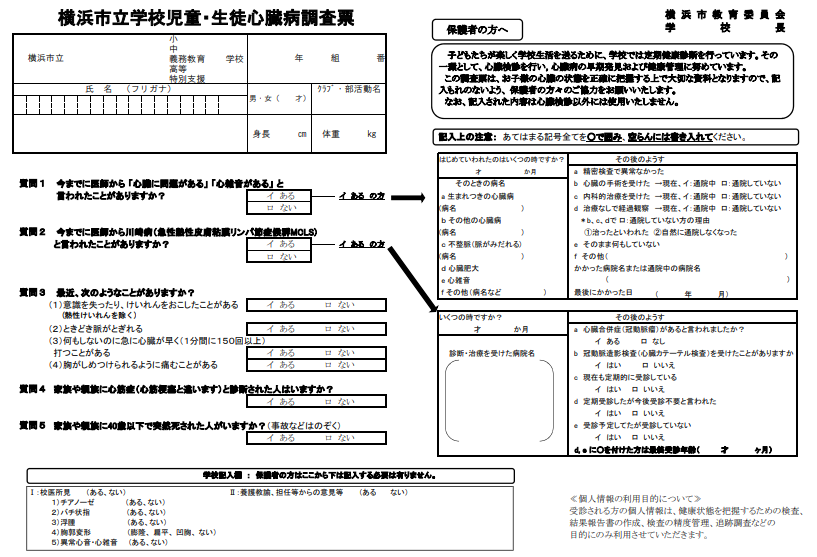 横浜市立学校児童・生徒心臓病調査票
横浜市教育委員会
学校長
保護者の方へ
横浜市立
小
中
義務教育 学校
高等
特別支援
年 組 番
氏 名 (フリガナ)
男・女 ( 才)
クラブ・部活動名
身長 cm
体重 kg
子どもたちが楽しく学校生活を送るために、学校では定期健康診断を行っています。その
一環として、心臓検診を行い、心臓病の早期発見および健康管理に努めています。
この調査票は、お子様の心臓の状態を正確に把握する上で大切な資料となりますので、記
入もれのないよう、保護者の方々のご協力をお願いいたします。
なお、記入された内容は心臓検診以外には使用いたしません。
記入上の注意: あてはまる記号全てを○で囲み、空らんには書き入れてください。
質問1 今までに医師から「心臓に問題がある」「心雑音がある」と
言われたことがありますか?
イ ある
ロ ない
イ ある の方
質問2 今までに医師から川崎病(急性熱性皮膚粘膜リンパ節症候群MCLS)
と言われたことがありますか?
イ ある
ロ ない
イ ある の方
質問3 最近、次のようなことがありますか?
(1)意識を失ったり、けいれんをおこしたことがある
(熱性けいれんを除く)
イ ある ロ ない
(2)ときどき脈がとぎれる
イ ある ロ ない
(3)何もしないのに急に心臓が早く(1分間に150回以上)
打つことがある
イ ある ロ ない
(4)胸がしめつけられるように痛むことがある
イ ある ロ ない
質問4 家族や親族に心筋症(心筋梗塞と違います)と診断された人はいますか?
イ ある ロ ない
質問5 家族や親族に40歳以下で突然死された人がいますか?(事故などはのぞく)
イ ある ロ ない
はじめていわれたのはいくつの時ですか?
才 か月
そのときの病名
a 生まれつきの心臓病
(病名 )
b その他の心臓病
(病名 )
c 不整脈(脈がみだれる)
(病名 )
d 心臓肥大
e 心雑音
f その他(病名など )
その後のようす
a 精密検査で異常なかった
b 心臓の手術を受けた →現在、イ:通院中 ロ:通院していない
c 内科的治療を受けた →現在、イ:通院中 ロ:通院していない
d 治療なしで経過観察 →現在、イ:通院中 ロ:通院していない
*b、c、dで ロ:通院していない方の理由
①治ったといわれた ②自然に通院しなくなった
e そのまま何もしていない
f その他( )
かかった病院名または通院中の病院名
( )
最後にかかった日 ( 年 月)
いくつの時ですか?
才 か月
診断・治療を受けた病院名
その後のようす
a 心臓合併症(冠動脈瘤)があると言われましたか?
イ ある ロ なし
b 冠動脈造影検査(心臓カテーテル検査)を受けたことがありますか
イ はい ロ いいえ
c 現在も定期的に受診している
イ はい ロ いいえ
d 定期受診したが今後受診不要と言われた
イ はい ロ いいえ
e 受診予定してたが受診していない
イ はい ロ いいえ
d、eに○を付けた方は最終受診年齢( 才 ヶ月)
学校記入欄 : 保護者の方はここから下は記入する必要は有りません。
Ⅰ:校医所見 (ある、ない)
1)チアノーゼ (ある、ない)
2)バチ状指 (ある、ない)
3)浮腫 (ある、ない)
4)胸郭変形 (膨隆、扁平、凹胸、ない)
5)異常心音・心雑音 (ある、ない)
Ⅱ:養護教諭、担任等からの意見等 (ある ない)
≪個人情報の利用目的について≫
受診される方の個人情報は、健康状態を把握するための検査、
結果報告書の作成、検査の精度管理、追跡調査などの
目的にのみ利用させていただきます。